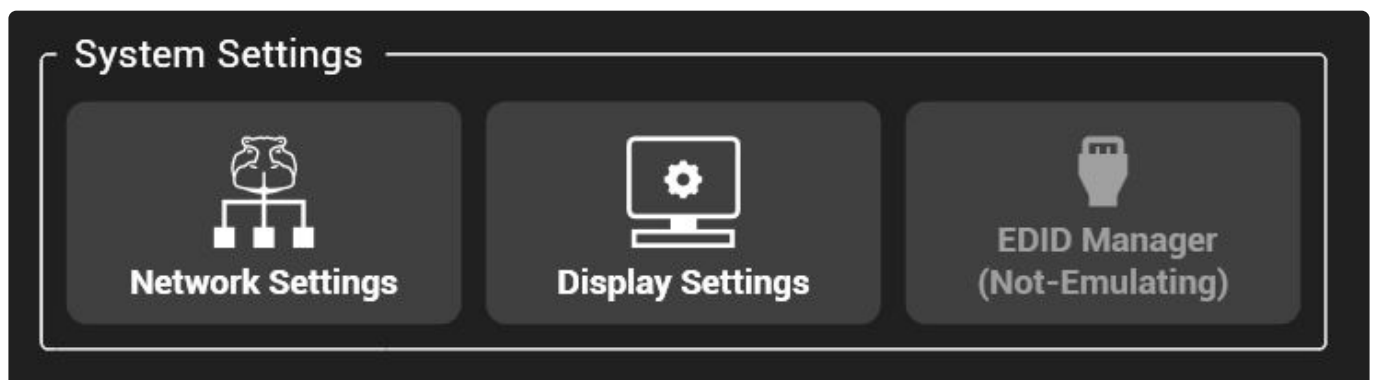 System Settings
Network Settings
Display Settings
EDID Manager
(Not-Emulating)